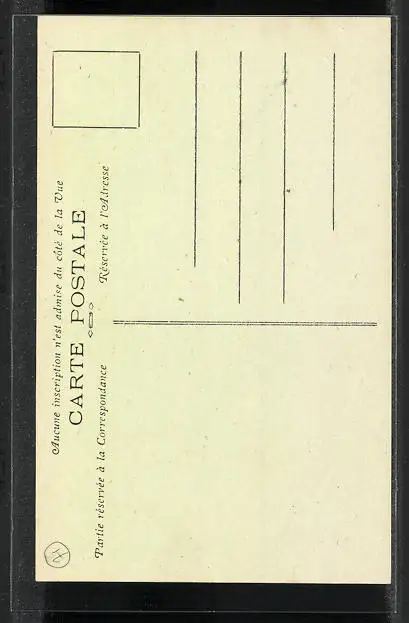 Aucune inscription n'est admise du côté de la Vue
CARTE POSTALE
Partie réservée à la Correspondance
Réservée à l'Adresse